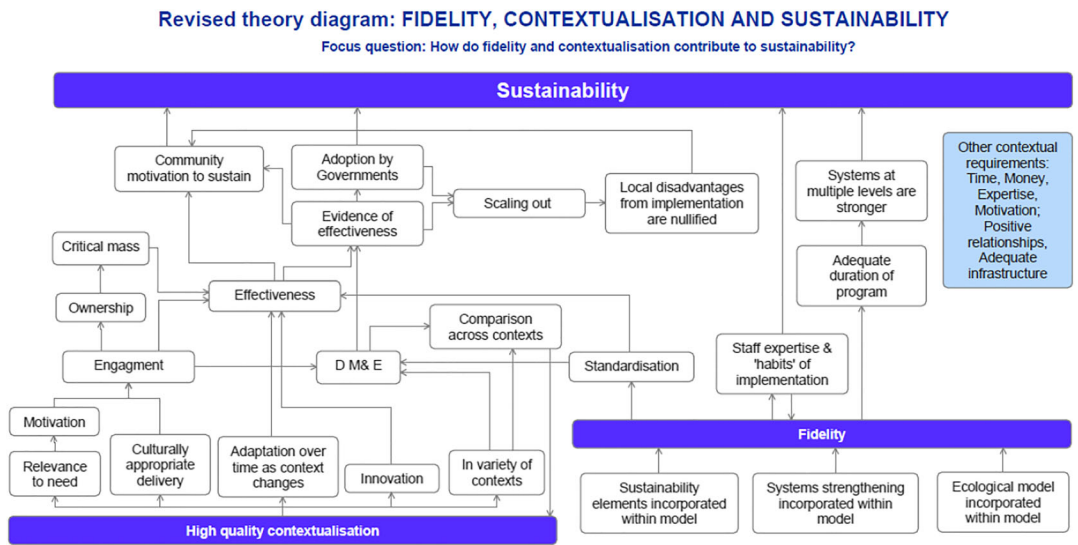 Revised theory diagram: FIDELITY, CONTEXTUALISATION AND SUSTAINABILITY
Focus question: How do fidelity and contextualisation contribute to sustainability?
Sustainability
Community
motivation to sustain
Adoption by
Governments
Evidence of
effectiveness
Scaling out
Local disadvantages
from implementation
are nullified
Systems at
multiple levels are
stronger
Other contextual
requirements:
Time, Money,
Expertise,
Motivation;
Positive
relationships,
Adequate
infrastructure
Critical mass
Ownership
Effectiveness
Adequate
duration of
program
Comparison
across contexts
Engagment
D M& E
Standardisation
Staff expertise &
'habits' of
implementation
Motivation
Relevance
to need
Culturally
appropriate
delivery
Adaptation over
time as context
changes
Innovation
In variety of
contexts
Fidelity
Sustainability
elements incorporated
within model
Systems strengthening
incorporated within
model
Ecological model
incorporated
within model
High quality contextualisation